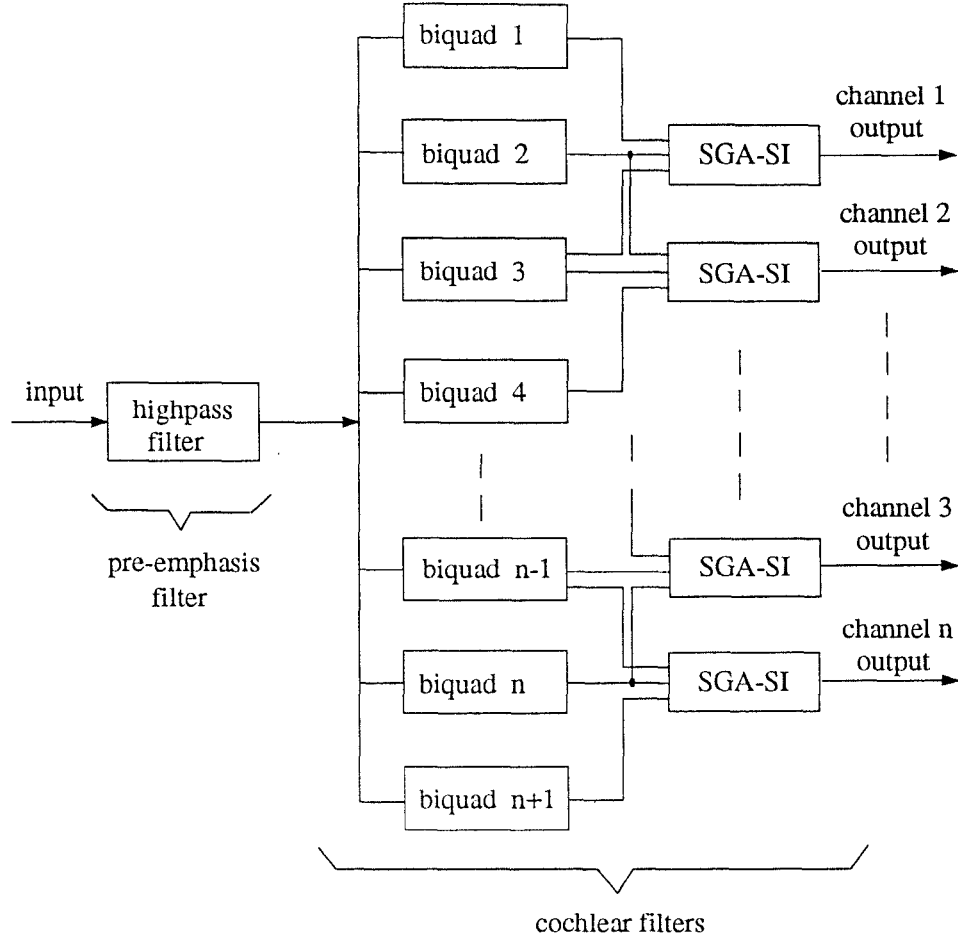 biquad 1
channel 1
output
biquad 2
SGA-SI
channel 2
output
biquad 3
SGA-SI
input
highpass
filter
biquad 4
pre-emphasis
filter
channel 3
output
biquad n-1
SGA-SI
channel n
output
biquad n
SGA-SI
biquad n+1
cochlear filters